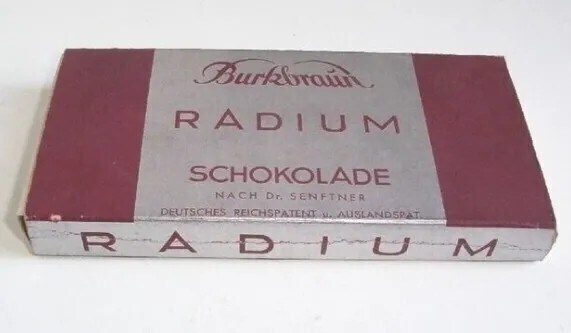 Burkbraun
RADIUM
SCHOKOLADE
NACH Dr. SENFTNER
DEUTSCHES REICHSPATENT u. AUSLANDSPAT.
RADIUM